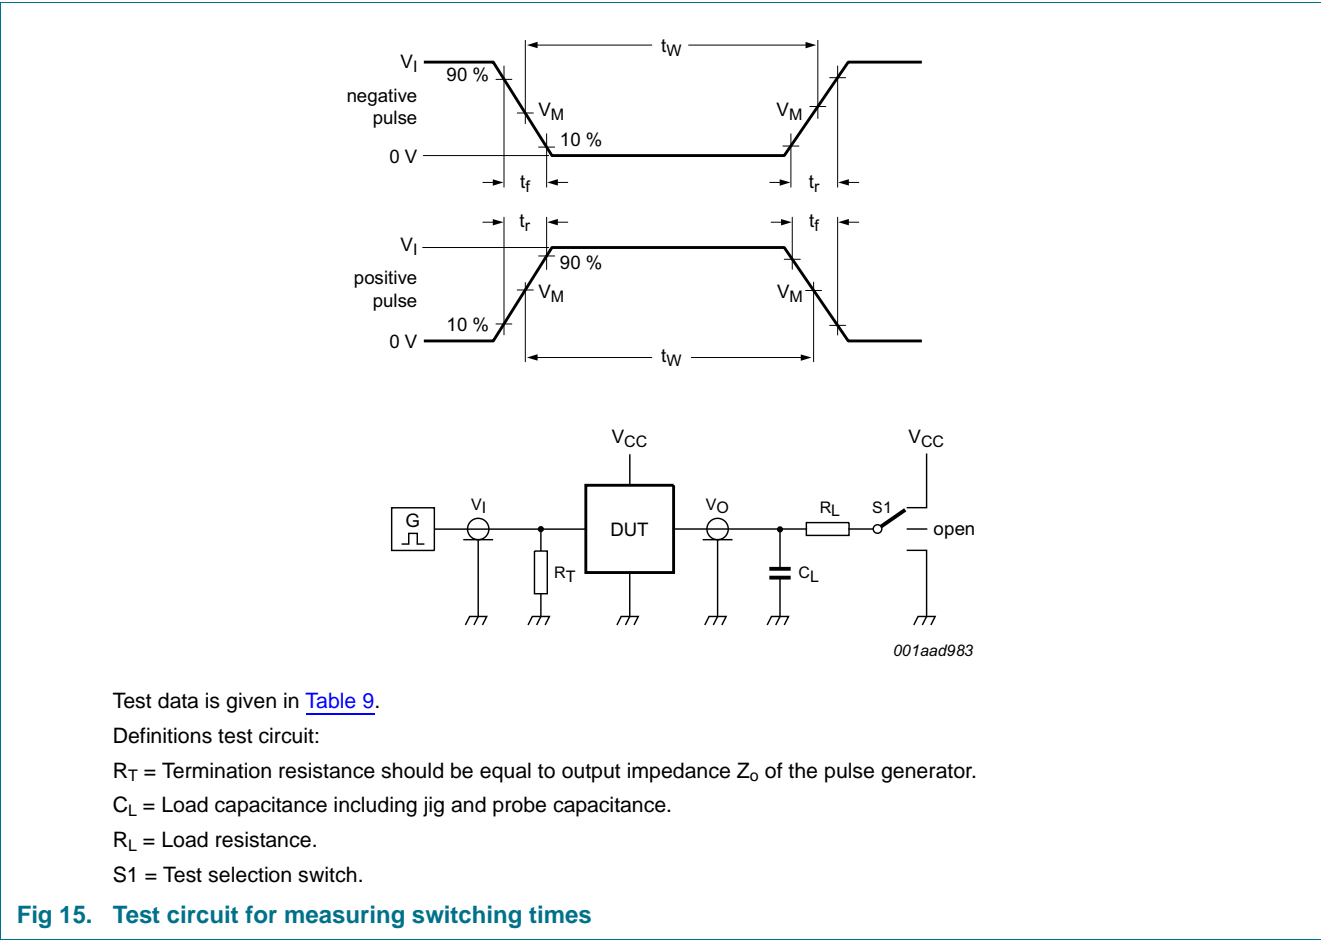 tW
VI
90 %
negative
pulse
VM
VM
10 %
0 V
tf
tr
tr
tf
VI
90 %
positive
pulse
VM
VM
10 %
0 V
tW
VCC
VCC
VI
VO
RL
S1
G
DUT
open
RT
CL
001aad983
Test data is given in Table 9.
Definitions test circuit:
RT = Termination resistance should be equal to output impedance Zo of the pulse generator.
CL = Load capacitance including jig and probe capacitance.
RL = Load resistance.
S1 = Test selection switch.
Fig 15. Test circuit for measuring switching times